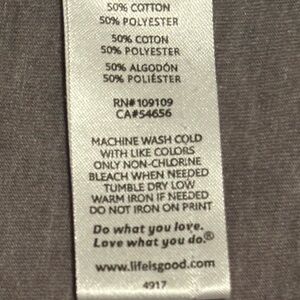 50% COTTON
50% POLYESTER
50% COTON
50% POLYESTER
50% ALGODÓN
50% POLIÉSTER
RN#109109
CA#54656
MACHINE WASH COLD
WITH LIKE COLORS
ONLY NON-CHLORINE
BLEACH WHEN NEEDED
TUMBLE DRY LOW
WARM IRON IF NEEDED
DO NOT IRON ON PRINT
Do what you love.
Love what you do.®
www.lifeisgood.com
4917